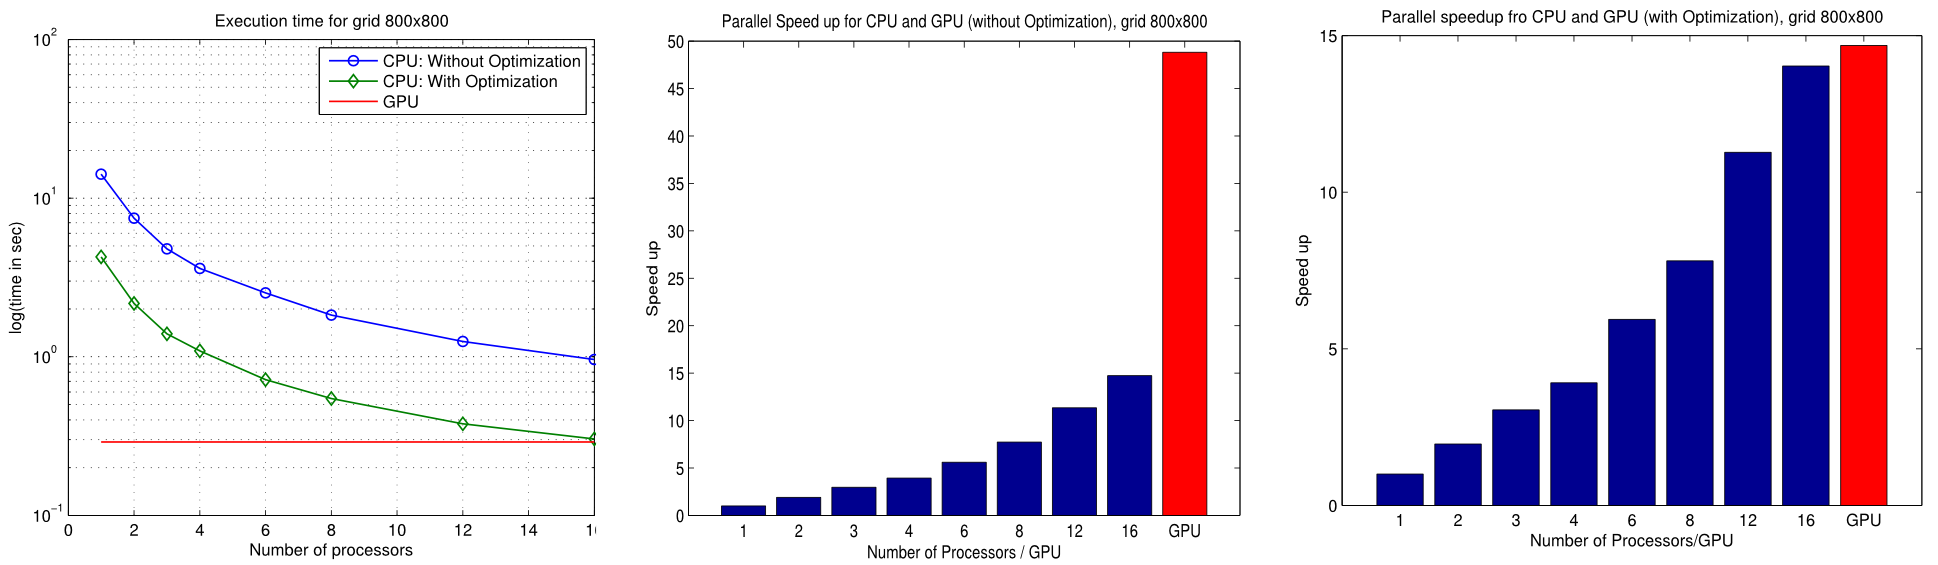 Execution time for grid 800x800
10^2
10^1
10^0
10^-1
log(time in sec)
CPU: Without Optimization
CPU: With Optimization
GPU
0 2 4 6 8 10 12 14
Number of processors
Parallel Speed up for CPU and GPU (without Optimization), grid 800x800
50
45
40
35
30
25
20
15
10
5
0
Speed up
1 2 3 4 6 8 12 16 GPU
Number of Processors / GPU
Parallel speedup fro CPU and GPU (with Optimization), grid 800x800
15
10
5
0
Speed up
1 2 3 4 6 8 12 16 GPU
Number of Processors/GPU